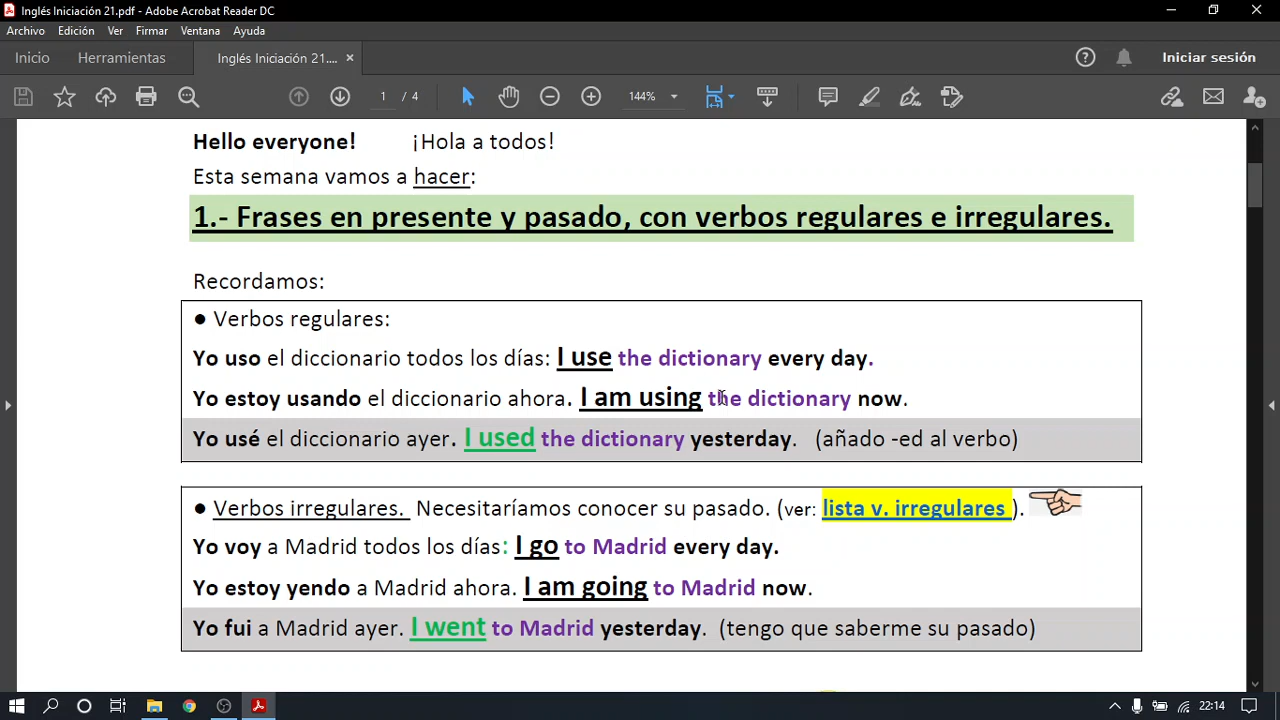 Inglés Iniciación 21.pdf - Adobe Acrobat Reader DC
Archivo Edición Ver Firmar Ventana Ayuda
Inicio Herramientas Inglés Iniciación 21.... × Iniciar sesión
1 / 4 144%
Hello everyone! ¡Hola a todos!
Esta semana vamos a hacer:
1.- Frases en presente y pasado, con verbos regulares e irregulares.
Recordamos:
● Verbos regulares:
Yo uso el diccionario todos los días: I use the dictionary every day.
Yo estoy usando el diccionario ahora. I am using the dictionary now.
Yo usé el diccionario ayer. I used the dictionary yesterday. (añado -ed al verbo)
● Verbos irregulares. Necesitaríamos conocer su pasado. (ver: lista v. irregulares ).
Yo voy a Madrid todos los días: I go to Madrid every day.
Yo estoy yendo a Madrid ahora. I am going to Madrid now.
Yo fui a Madrid ayer. I went to Madrid yesterday. (tengo que saberme su pasado)
22:14